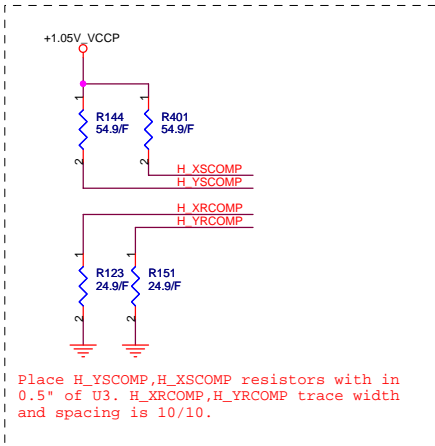 +1.05V_VCCP
1 1
R144 R401
54.9/F 54.9/F
2 2
H_XSCOMP
H_YSCOMP
H_XRCOMP
H_YRCOMP
1 1
R123 R151
24.9/F 24.9/F
2 2
Place H_YSCOMP,H_XSCOMP resistors with in
0.5" of U3. H_XRCOMP,H_YRCOMP trace width
and spacing is 10/10.